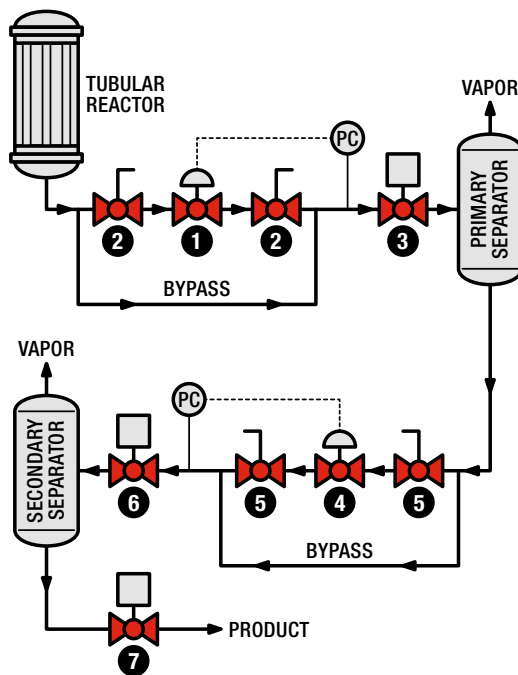 TUBULAR
REACTOR
VAPOR
PC
PRIMARY
SEPARATOR
2
1
2
3
BYPASS
VAPOR
PC
SECONDARY
SEPARATOR
6
5
4
5
BYPASS
PRODUCT
7